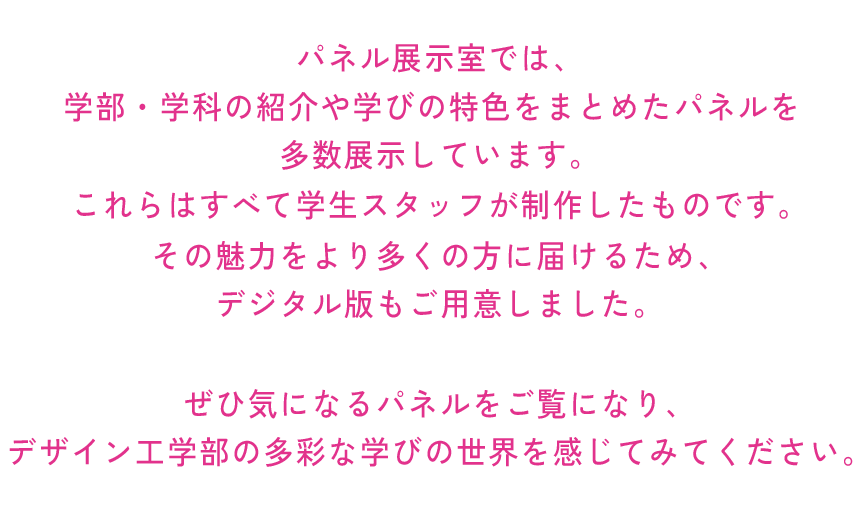 パネル展示室では、
学部・学科の紹介や学びの特色をまとめたパネルを
多数展示しています。
これらはすべて学生スタッフが制作したものです。
その魅力をより多くの方に届けるため、
デジタル版もご用意しました。
ぜひ気になるパネルをご覧になり、
デザイン工学部の多彩な学びの世界を感じてみてください。